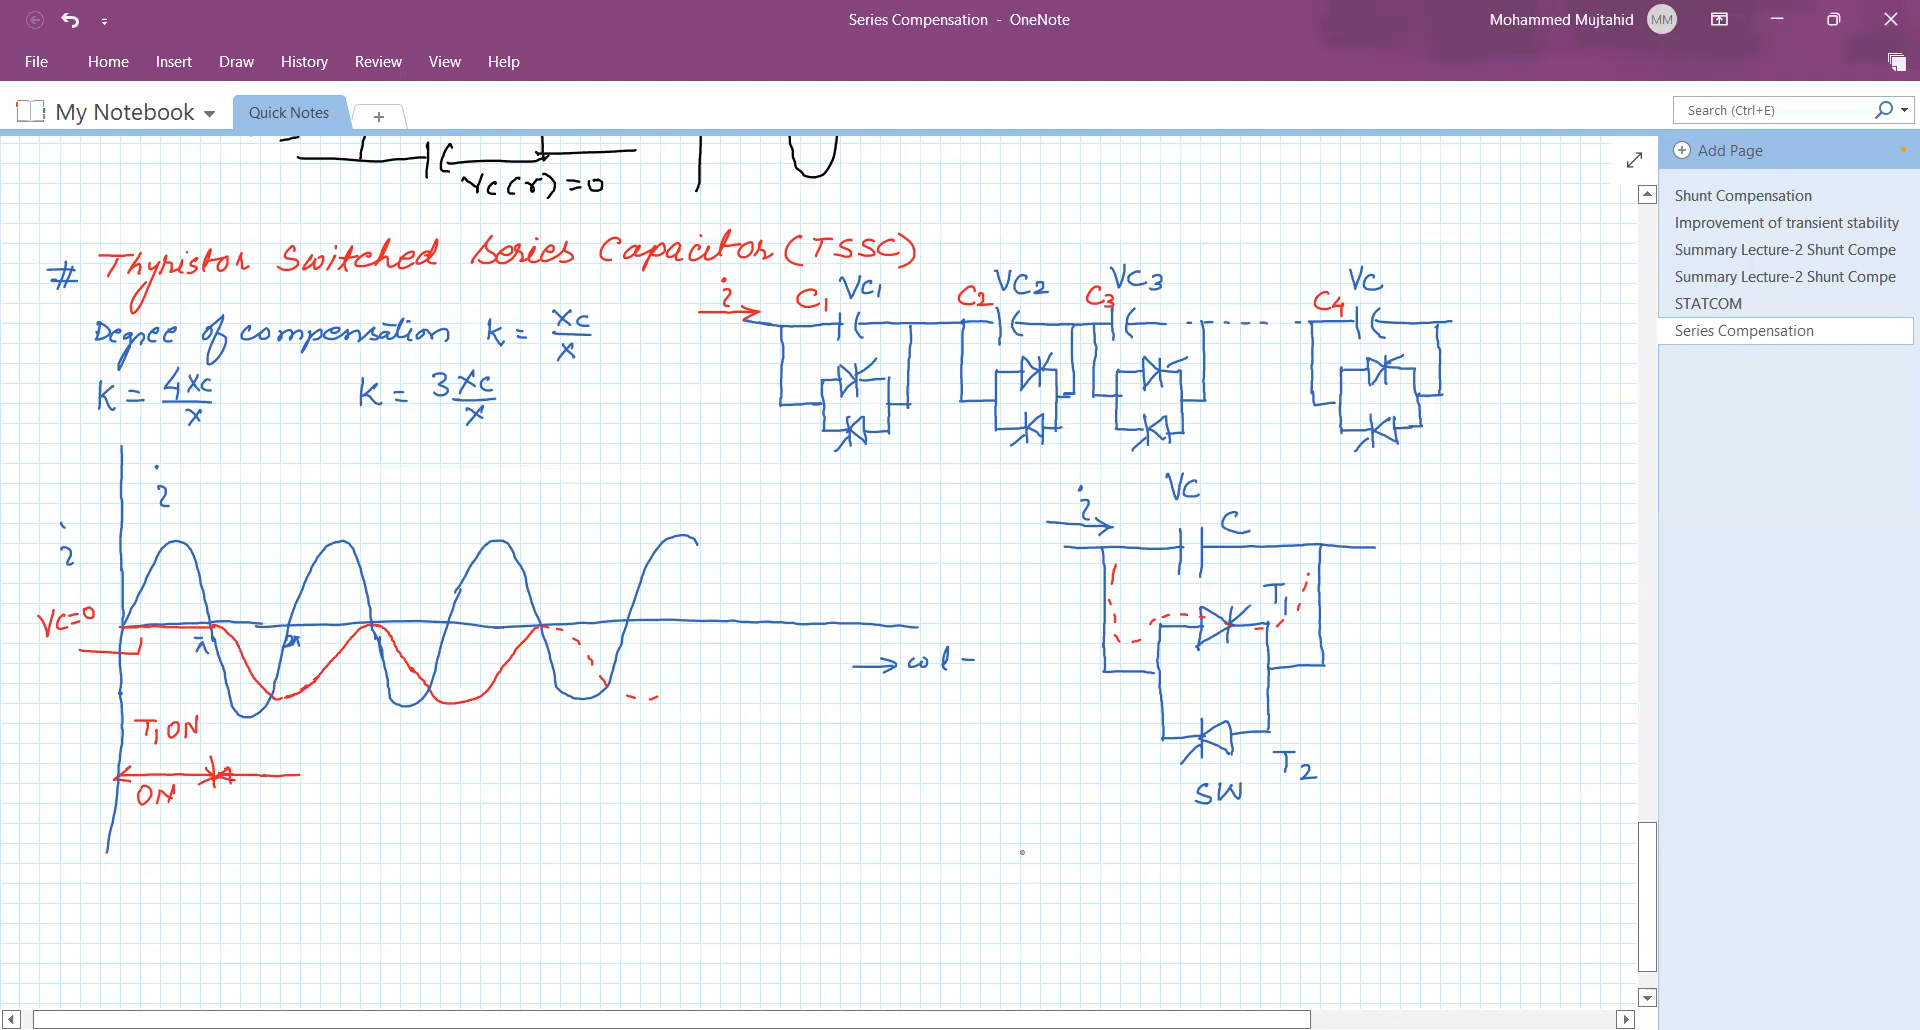 Series Compensation - OneNote
Mohammed Mujtahid
MM
File Home Insert Draw History Review View Help
My Notebook
Quick Notes
Search (Ctrl+E)
Add Page
Shunt Compensation
Improvement of transient stability
Summary Lecture-2 Shunt Compe
Summary Lecture-2 Shunt Compe
STATCOM
Series Compensation
Vc(r)=0
# Thyristor Switched Series Capacitor (TSSC)
i C1 VC1 C2 VC2 C3 VC3 C4 VC
Degree of compensation k = xc/x
K = 4xc/x K = 3xc/x
i
i
VC=0
π 2π
T1 ON
ON
i VC
C
T1
T2
SW